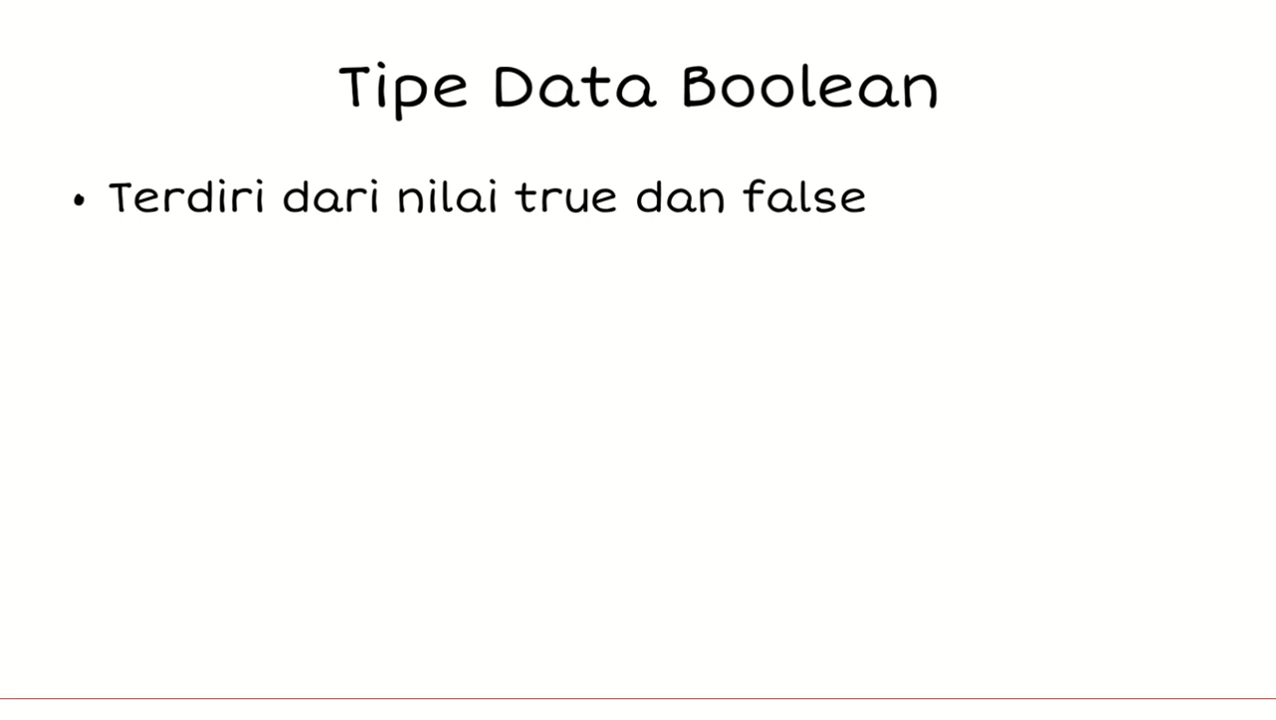 Tipe Data Boolean
• Terdiri dari nilai true dan false